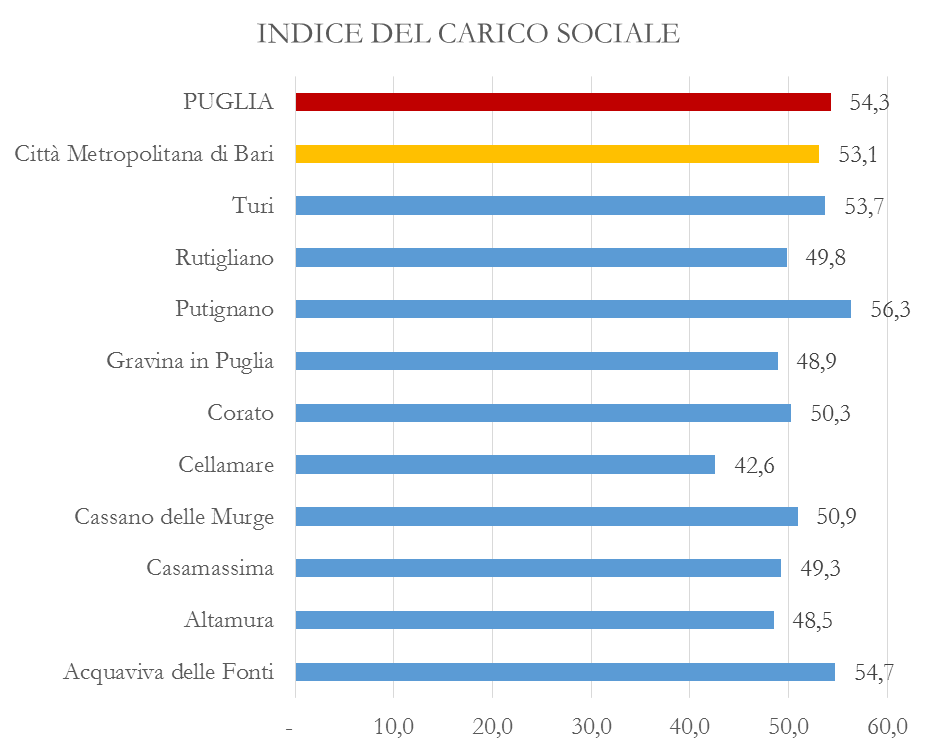 INDICE DEL CARICO SOCIALE
PUGLIA 54,3
Città Metropolitana di Bari 53,1
Turi 53,7
Rutigliano 49,8
Putignano 56,3
Gravina in Puglia 48,9
Corato 50,3
Cellamare 42,6
Cassano delle Murge 50,9
Casamassima 49,3
Altamura 48,5
Acquaviva delle Fonti 54,7
- 10,0 20,0 30,0 40,0 50,0 60,0